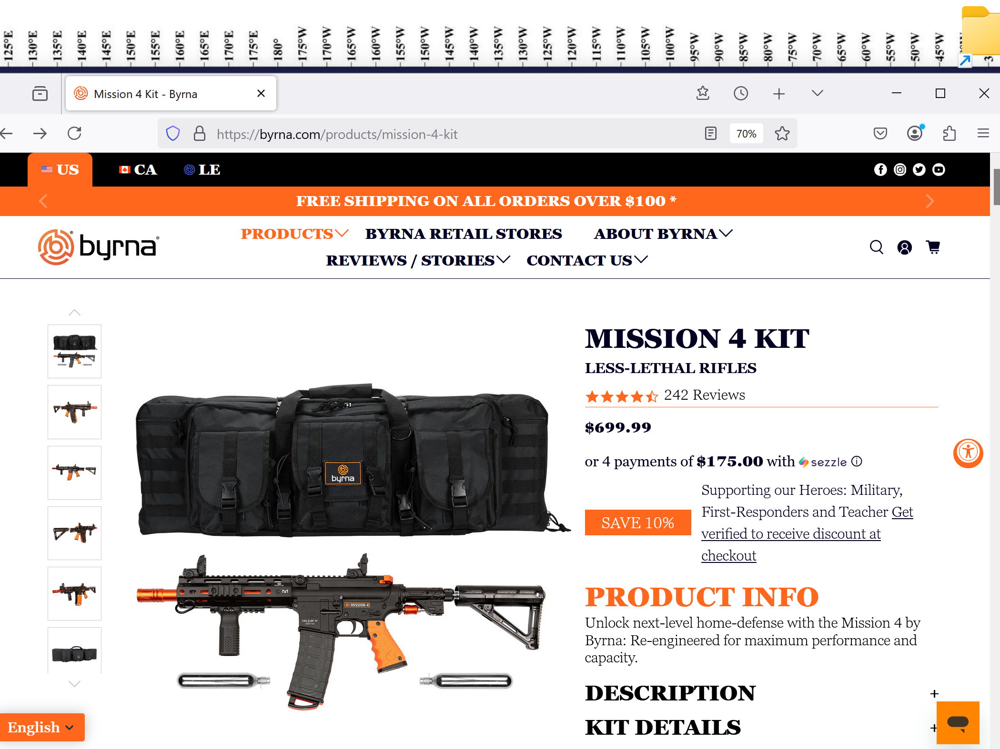 125°E 130°E 135°E 140°E 145°E 150°E 155°E 160°E 165°E 170°E 175°E 180° 175°W 170°W 165°W 160°W 155°W 150°W 145°W 140°W 135°W 130°W 125°W 120°W 115°W 110°W 105°W 100°W 95°W 90°W 85°W 80°W 75°W 70°W 65°W 60°W 55°W 50°W 45°W
Mission 4 Kit - Byrna
https://byrna.com/products/mission-4-kit
70%
US CA LE
FREE SHIPPING ON ALL ORDERS OVER $100 *
byrna
PRODUCTS BYRNA RETAIL STORES ABOUT BYRNA
REVIEWS / STORIES CONTACT US
MISSION 4 KIT
LESS-LETHAL RIFLES
242 Reviews
$699.99
or 4 payments of $175.00 with sezzle
SAVE 10%
Supporting our Heroes: Military,
First-Responders and Teacher Get
verified to receive discount at
checkout
byrna
MISSION-4
CAL.0.68 IN
PRODUCT INFO
Unlock next-level home-defense with the Mission 4 by
Byrna: Re-engineered for maximum performance and
capacity.
DESCRIPTION
KIT DETAILS
English